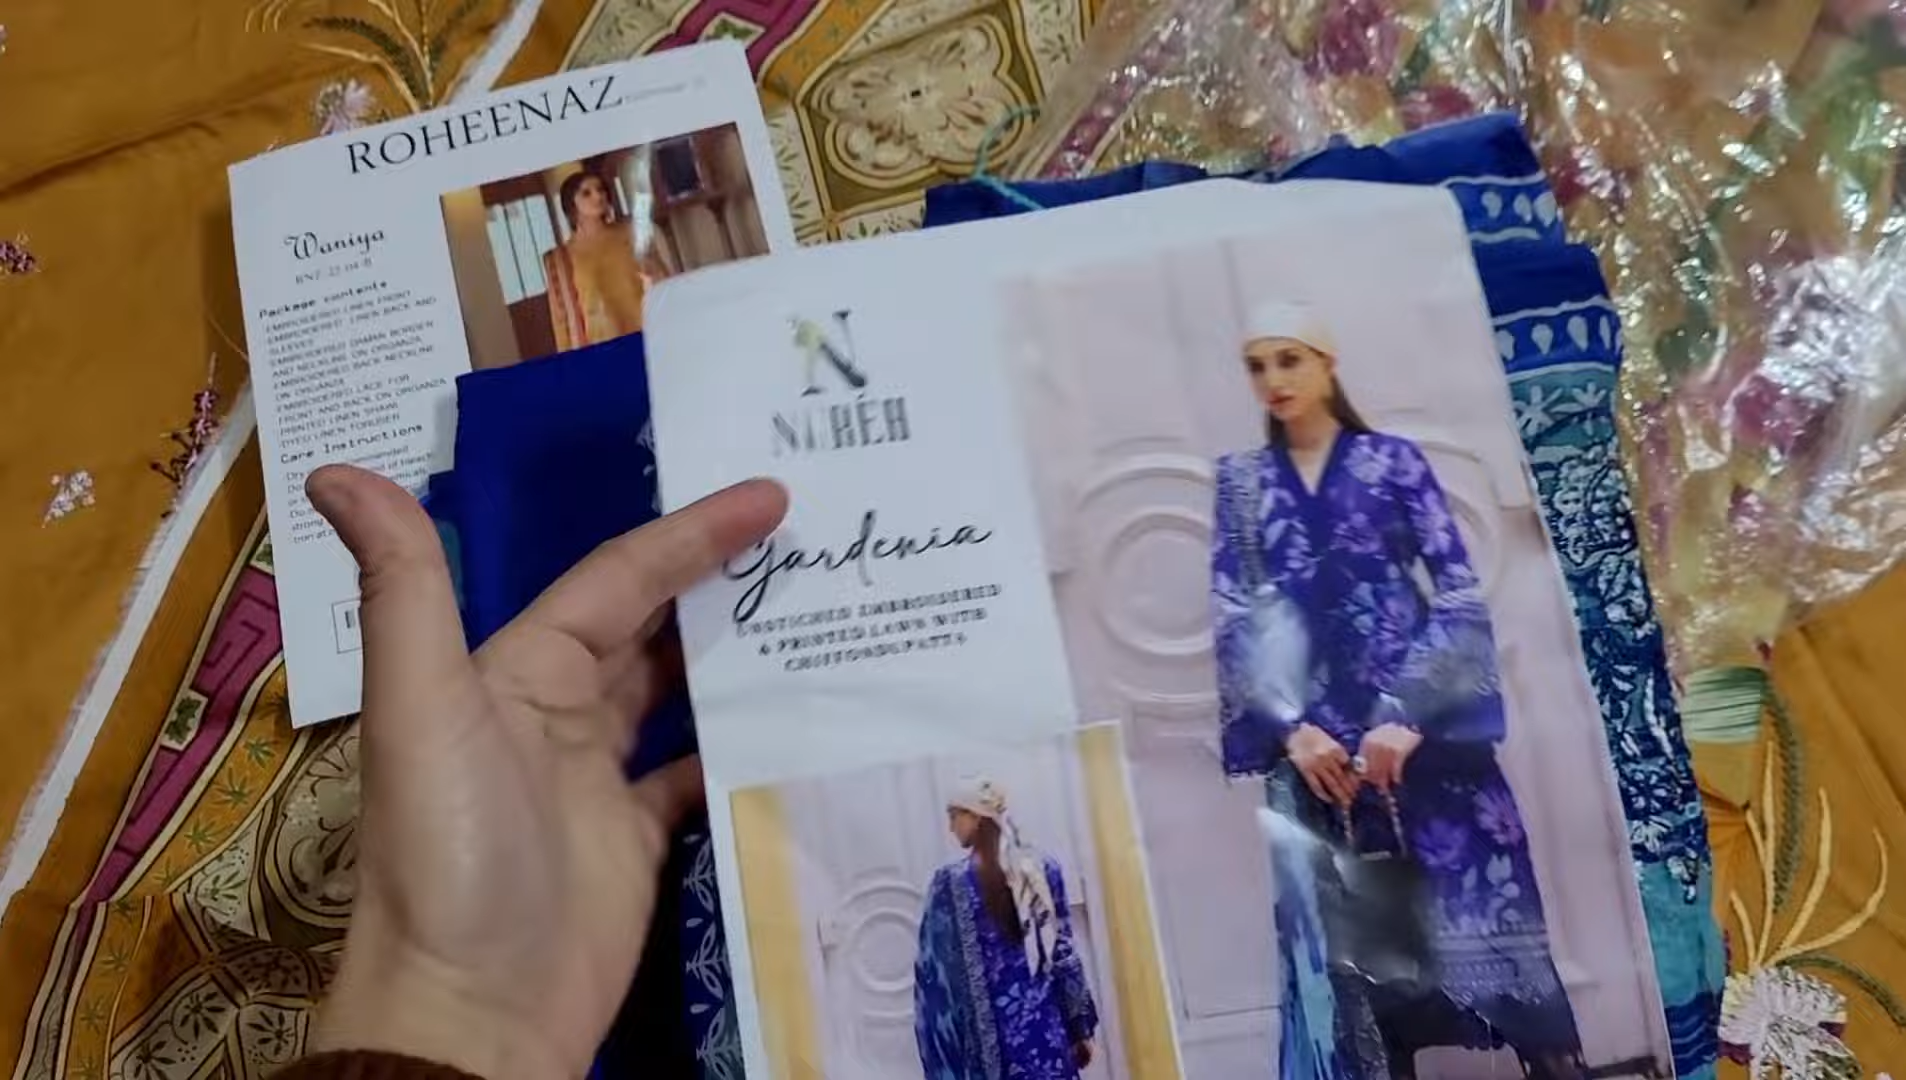 ROHEENAZ
Waniya
Package contents
EMBROIDERED LINEN FRONT
EMBROIDERED LINEN BACK AND
SLEEVES
EMBROIDERED DAMAN BORDER
AND NECKLINE ON ORGANZA
EMBROIDERED BACK NECKLINE
ON ORGANZA
EMBROIDERED LACE FOR
FRONT AND BACK ON ORGANZA
PRINTED LINEN SHAWL
DYED LINEN TOROUSER
Care Instructions
N
NUREH
Gardenia
UNSTICHED EMBROIDERED
& PRINTED LAWN WITH
CHIFFON DUPATTA